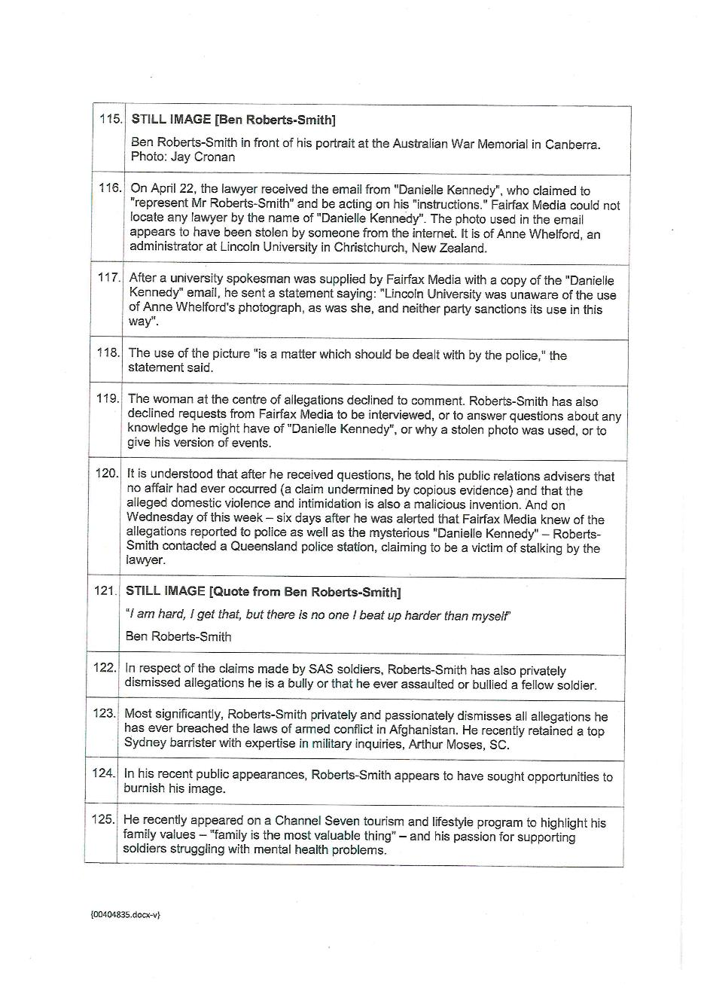 115. STILL IMAGE [Ben Roberts-Smith]
Ben Roberts-Smith in front of his portrait at the Australian War Memorial in Canberra.
Photo: Jay Cronan
116. On April 22, the lawyer received the email from "Danielle Kennedy", who claimed to
"represent Mr Roberts-Smith" and be acting on his "instructions." Fairfax Media could not
locate any lawyer by the name of "Danielle Kennedy". The photo used in the email
appears to have been stolen by someone from the internet. It is of Anne Whelford, an
administrator at Lincoln University in Christchurch, New Zealand.
117. After a university spokesman was supplied by Fairfax Media with a copy of the "Danielle
Kennedy" email, he sent a statement saying: "Lincoln University was unaware of the use
of Anne Whelford's photograph, as was she, and neither party sanctions its use in this
way".
118. The use of the picture "is a matter which should be dealt with by the police," the
statement said.
119. The woman at the centre of allegations declined to comment. Roberts-Smith has also
declined requests from Fairfax Media to be interviewed, or to answer questions about any
knowledge he might have of "Danielle Kennedy", or why a stolen photo was used, or to
give his version of events.
120. It is understood that after he received questions, he told his public relations advisers that
no affair had ever occurred (a claim undermined by copious evidence) and that the
alleged domestic violence and intimidation is also a malicious invention. And on
Wednesday of this week – six days after he was alerted that Fairfax Media knew of the
allegations reported to police as well as the mysterious "Danielle Kennedy" – Roberts-
Smith contacted a Queensland police station, claiming to be a victim of stalking by the
lawyer.
121. STILL IMAGE [Quote from Ben Roberts-Smith]
"I am hard, I get that, but there is no one I beat up harder than myself"
Ben Roberts-Smith
122. In respect of the claims made by SAS soldiers, Roberts-Smith has also privately
dismissed allegations he is a bully or that he ever assaulted or bullied a fellow soldier.
123. Most significantly, Roberts-Smith privately and passionately dismisses all allegations he
has ever breached the laws of armed conflict in Afghanistan. He recently retained a top
Sydney barrister with expertise in military inquiries, Arthur Moses, SC.
124. In his recent public appearances, Roberts-Smith appears to have sought opportunities to
burnish his image.
125. He recently appeared on a Channel Seven tourism and lifestyle program to highlight his
family values – "family is the most valuable thing" – and his passion for supporting
soldiers struggling with mental health problems.
{00404835.docx-v}